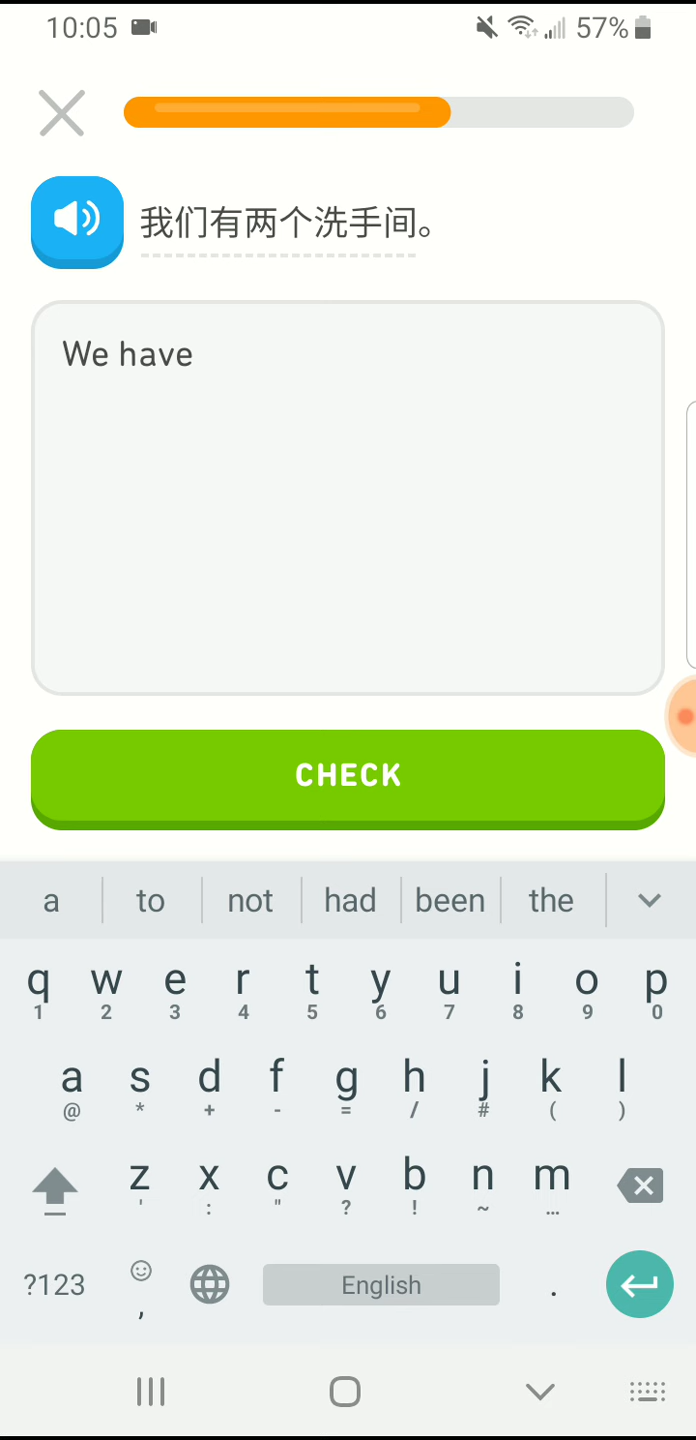 10:05 57%
我们有两个洗手间。
We have
CHECK
a to not had been the
q w e r t y u i o p
1 2 3 4 5 6 7 8 9 0
a s d f g h j k l
@ * + - = / # ( )
z x c v b n m
' : " ? ! ~ …
?123 , English .